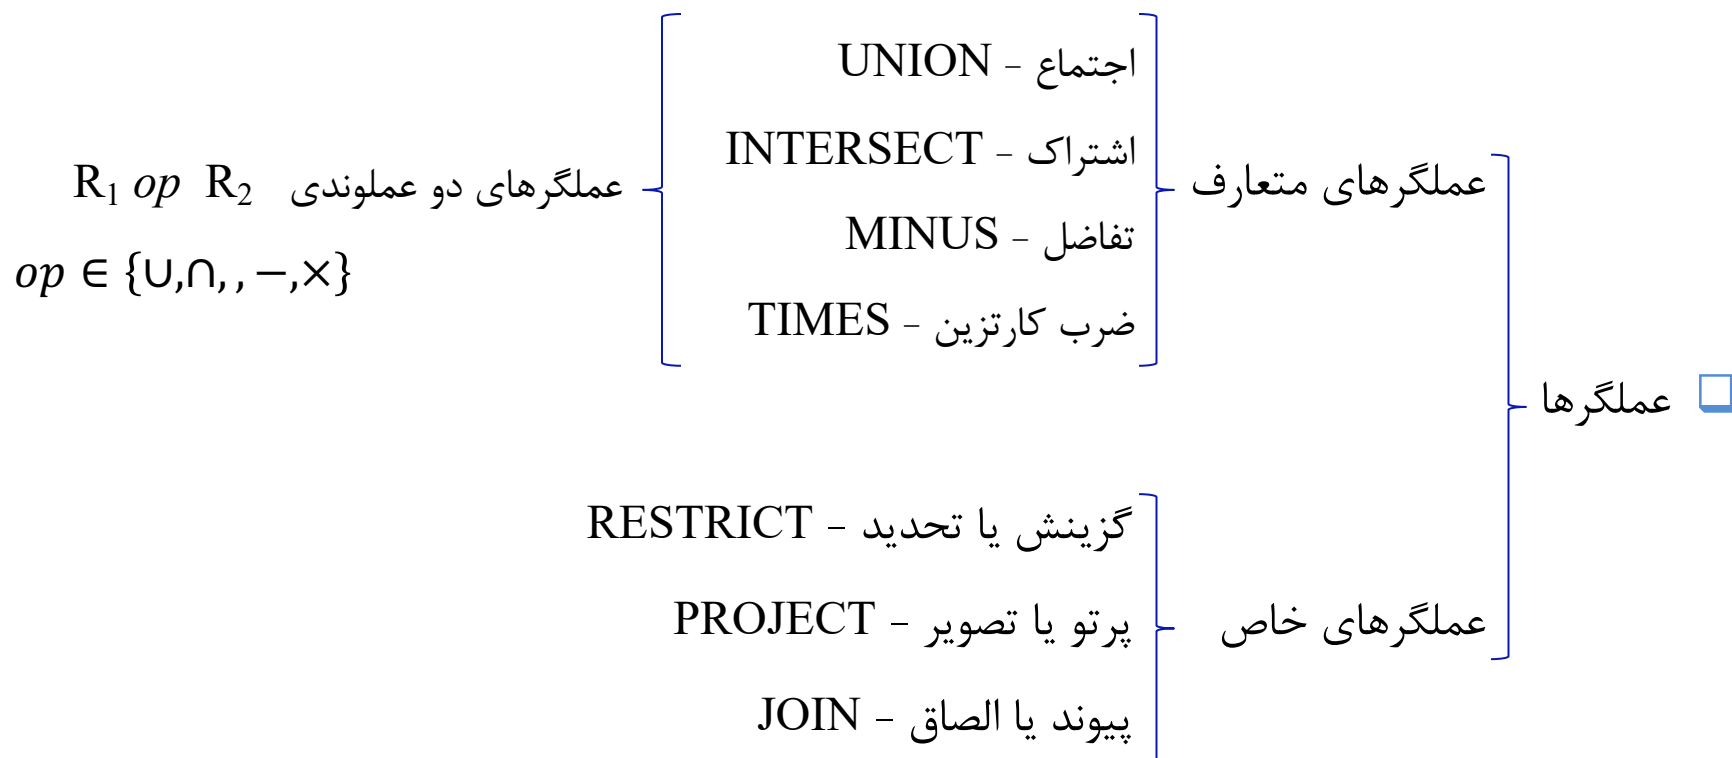 ❑ عملگرها
عملگرهای متعارف
اجتماع – UNION
اشتراک – INTERSECT
تفاضل – MINUS
ضرب کارتزین – TIMES
عملگرهای دو عملوندی R₁ op R₂
op ∈ {∪,∩, , −,×}
عملگرهای خاص
گزینش یا تحدید – RESTRICT
پرتو یا تصویر – PROJECT
پیوند یا الصاق – JOIN